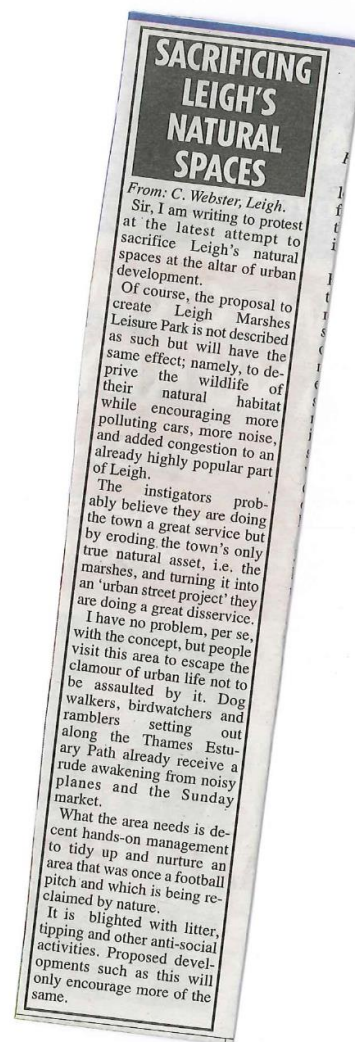 SACRIFICING
LEIGH'S
NATURAL
SPACES
From: C. Webster, Leigh.
Sir, I am writing to protest
at the latest attempt to
sacrifice Leigh's natural
spaces at the altar of urban
development.
Of course, the proposal to
create Leigh Marshes
Leisure Park is not described
as such but will have the
same effect; namely, to de-
prive the wildlife of
their natural habitat
while encouraging more
polluting cars, more noise,
and added congestion to an
already highly popular part
of Leigh.
The instigators prob-
ably believe they are doing
the town a great service but
by eroding the town's only
true natural asset, i.e. the
marshes, and turning it into
an 'urban street project' they
are doing a great disservice.
I have no problem, per se,
with the concept, but people
visit this area to escape the
clamour of urban life not to
be assaulted by it. Dog
walkers, birdwatchers and
ramblers setting out
along the Thames Estu-
ary Path already receive a
rude awakening from noisy
planes and the Sunday
market.
What the area needs is de-
cent hands-on management
to tidy up and nurture an
area that was once a football
pitch and which is being re-
claimed by nature.
It is blighted with litter,
tipping and other anti-social
activities. Proposed devel-
opments such as this will
only encourage more of the
same.